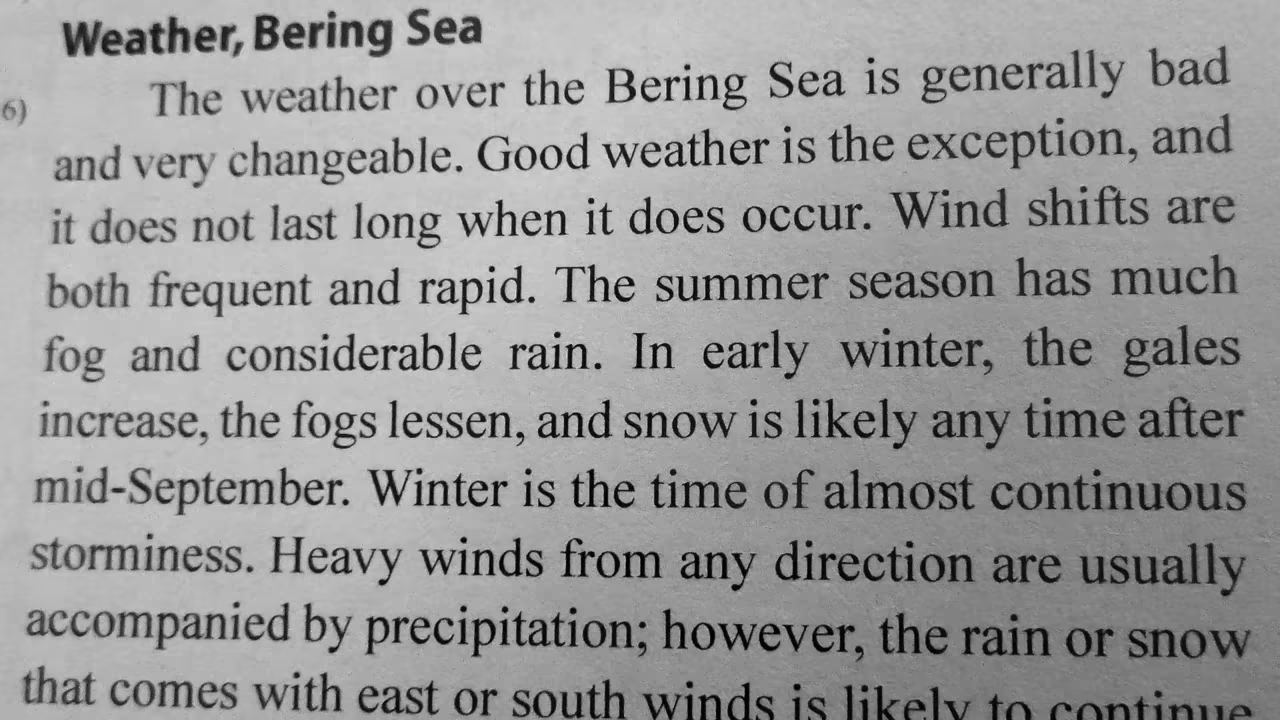 Weather, Bering Sea
6)
The weather over the Bering Sea is generally bad
and very changeable. Good weather is the exception, and
it does not last long when it does occur. Wind shifts are
both frequent and rapid. The summer season has much
fog and considerable rain. In early winter, the gales
increase, the fogs lessen, and snow is likely any time after
mid-September. Winter is the time of almost continuous
storminess. Heavy winds from any direction are usually
accompanied by precipitation; however, the rain or snow
that comes with east or south winds is likely to continue